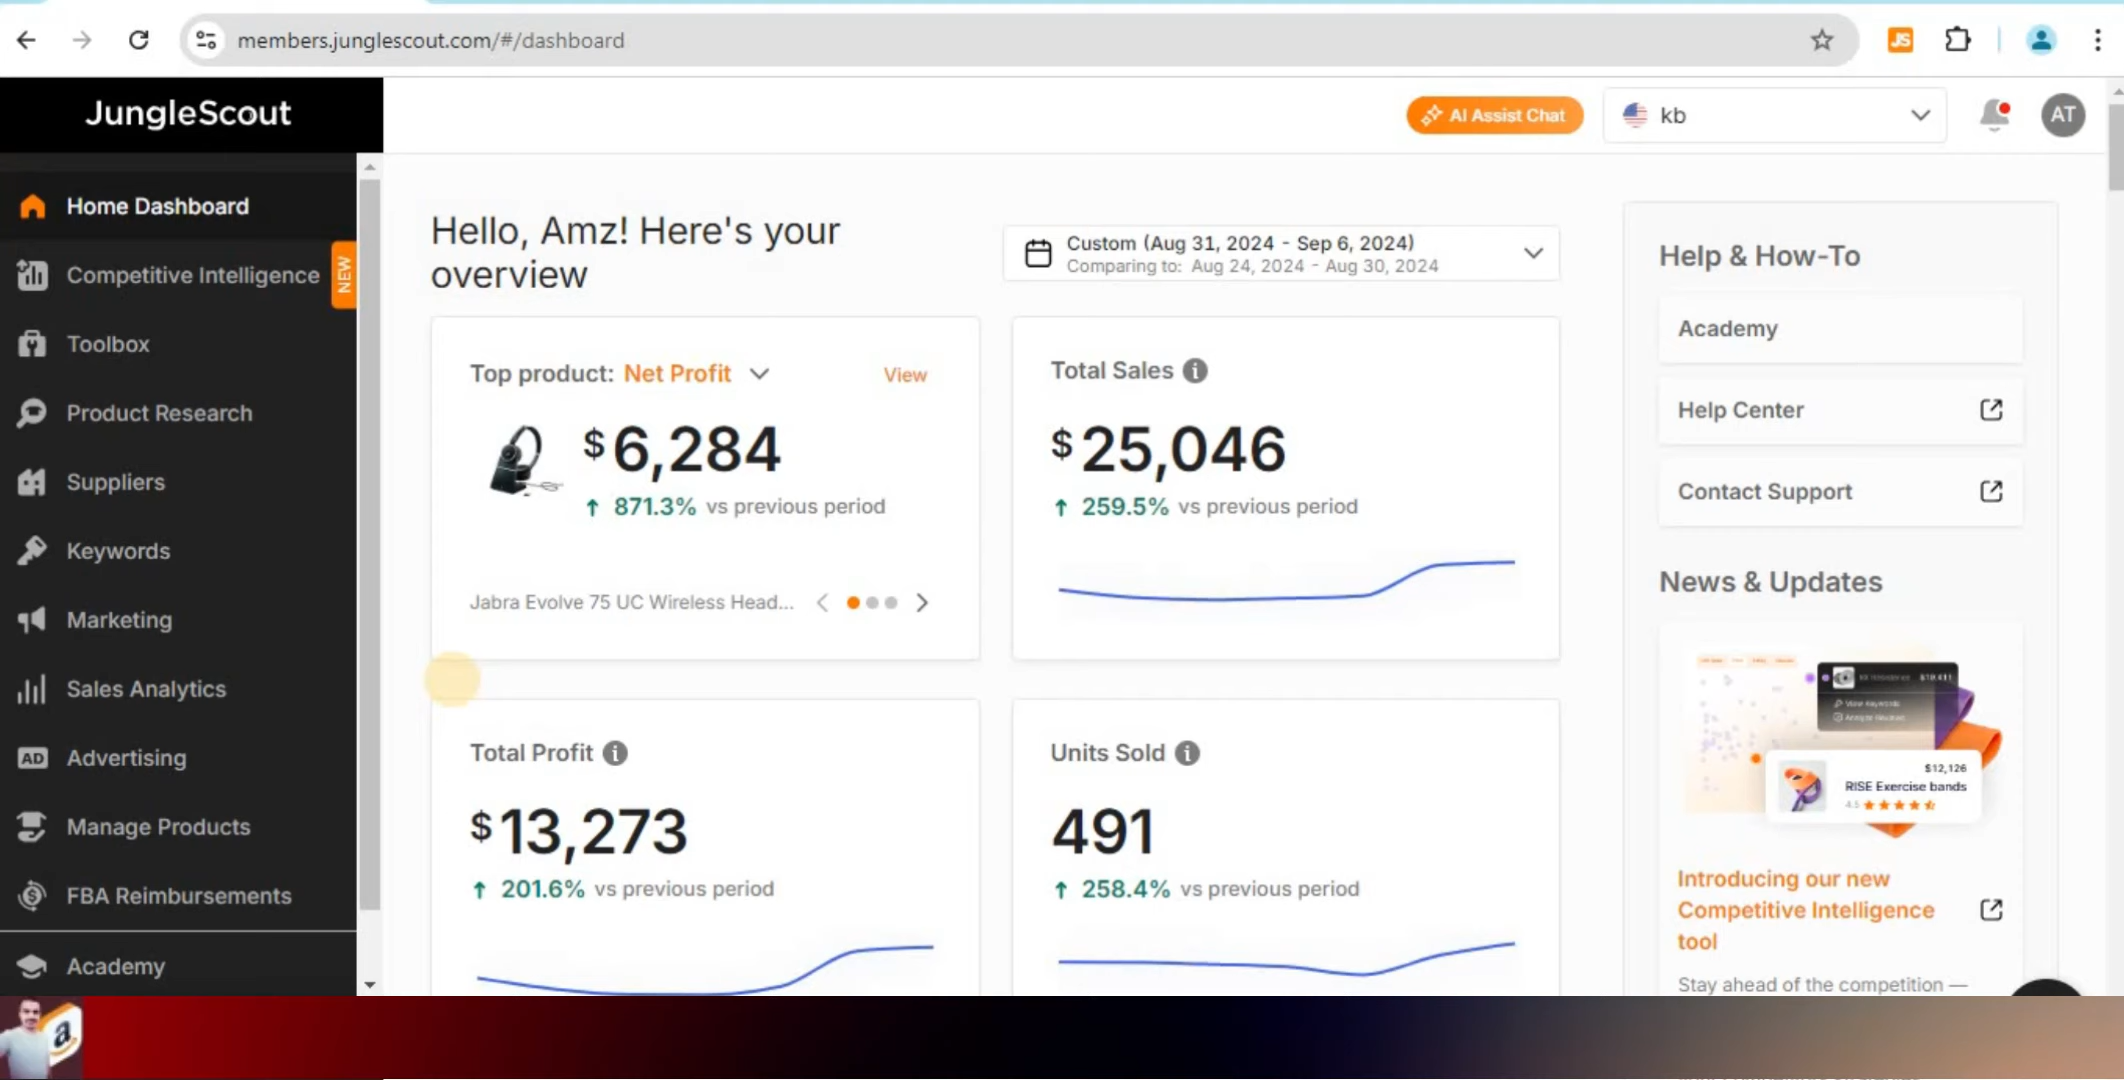 members.junglescout.com/#/dashboard
JS
JungleScout
AI Assist Chat
kb
AT
Home Dashboard
Competitive Intelligence
NEW
Toolbox
Product Research
Suppliers
Keywords
Marketing
Sales Analytics
AD
Advertising
Manage Products
FBA Reimbursements
Academy
Hello, Amz! Here's your
overview
Custom (Aug 31, 2024 - Sep 6, 2024)
Comparing to: Aug 24, 2024 - Aug 30, 2024
Top product: Net Profit
View
$6,284
871.3% vs previous period
Jabra Evolve 75 UC Wireless Head...
Total Sales
$25,046
259.5% vs previous period
Total Profit
$13,273
201.6% vs previous period
Units Sold
491
258.4% vs previous period
Help & How-To
Academy
Help Center
Contact Support
News & Updates
$12,126
RISE Exercise bands
4.5
Introducing our new
Competitive Intelligence
tool
Stay ahead of the competition —
a